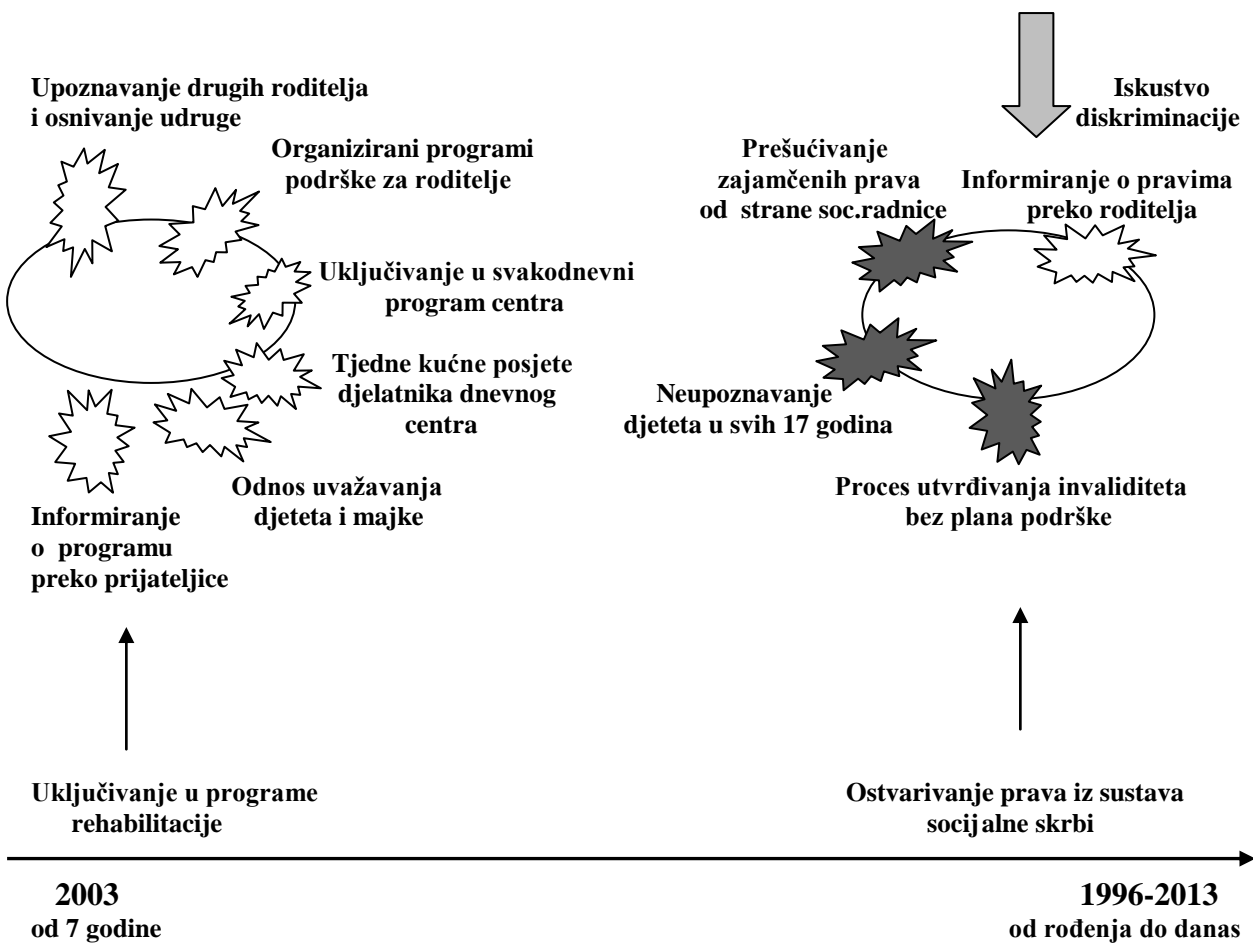 Upoznavanje drugih roditelja
i osnivanje udruge
Organizirani programi
podrške za roditelje
Uključivanje u svakodnevni
program centra
Tjedne kućne posjete
djelatnika dnevnog
centra
Odnos uvažavanja
djeteta i majke
Informiranje
o programu
preko prijateljice
Uključivanje u programe
rehabilitacije
2003
od 7 godine
Iskustvo
diskriminacije
Prešućivanje
zajamčenih prava
od strane soc.radnice
Informiranje o pravima
preko roditelja
Neupoznavanje
djeteta u svih 17 godina
Proces utvrđivanja invaliditeta
bez plana podrške
Ostvarivanje prava iz sustava
socijalne skrbi
1996-2013
od rođenja do danas